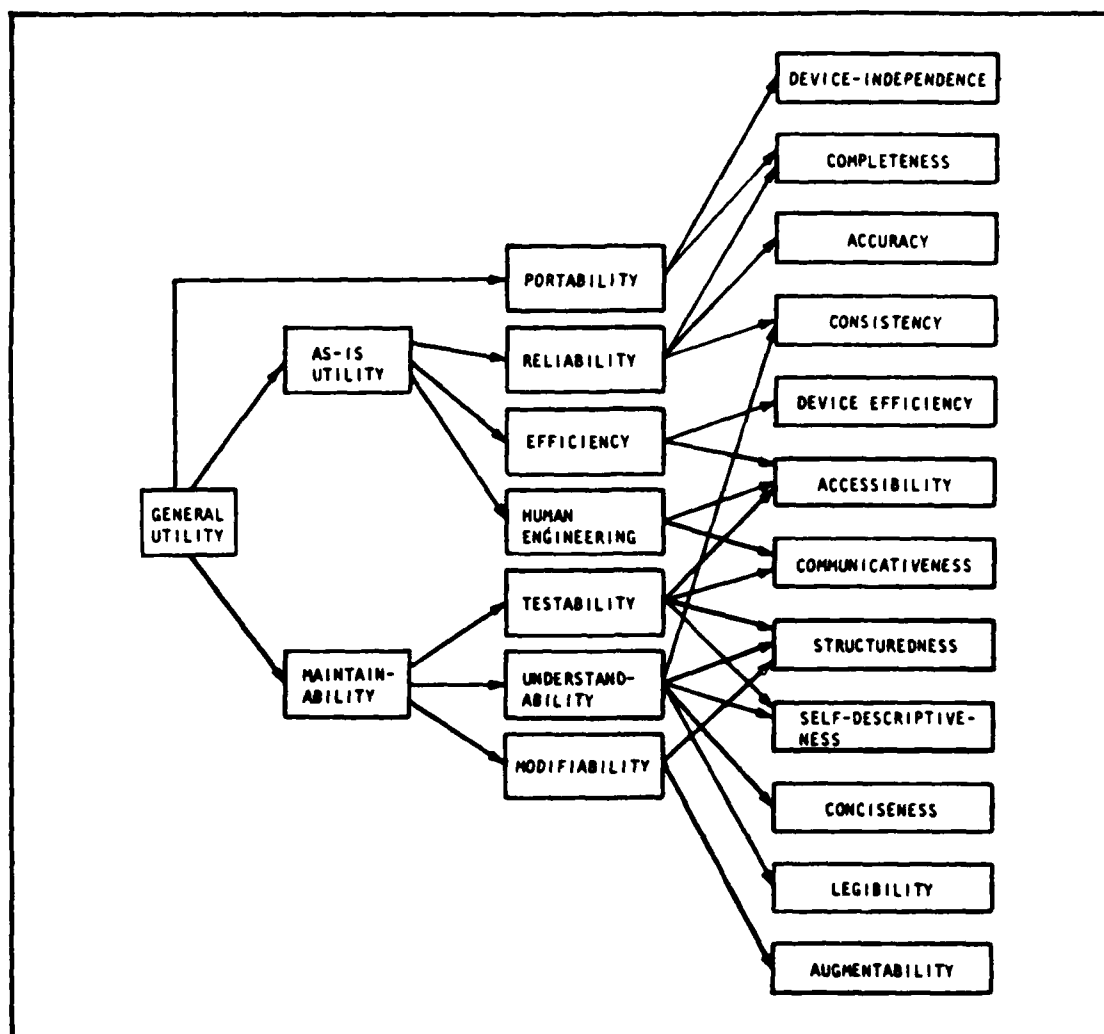 DEVICE-INDEPENDENCE
COMPLETENESS
ACCURACY
PORTABILITY
CONSISTENCY
AS-IS
UTILITY
RELIABILITY
DEVICE EFFICIENCY
EFFICIENCY
ACCESSIBILITY
GENERAL
UTILITY
HUMAN
ENGINEERING
COMMUNICATIVENESS
TESTABILITY
STRUCTUREDNESS
MAINTAIN-
ABILITY
UNDERSTAND-
ABILITY
SELF-DESCRIPTIVE-
NESS
MODIFIABILITY
CONCISENESS
LEGIBILITY
AUGMENTABILITY